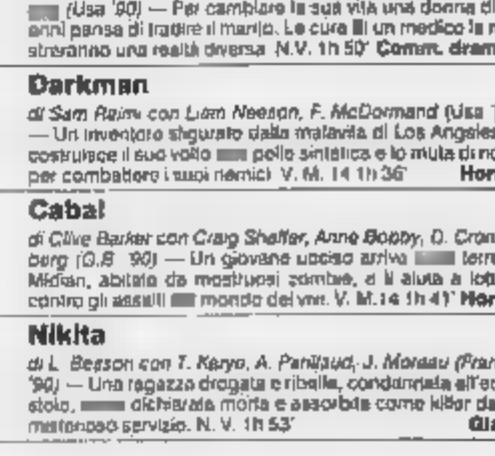 (Usa '90) — Per cambiare la sua vita una donna di
anni pensa di tradire il marito. Le cure di un medico le
streranno una realtà diversa N.V. 1h 50' Comm. dram
Darkman
di Sam Raimi con Liam Neeson, F. McDormand (Usa
— Un inventore sfigurato dalla malavita di Los Angeles
costruisce il suo volto pelle sintetica e lo muta di
per combattere i suoi nemici V. M. 14 1h 36' Hor
Cabal
di Clive Barker con Craig Sheffer, Anne Bobby, D. Cron
berg (G.B. '90) — Un giovane ucciso arriva
Midian, abitata da mostruosi zombie, e li aiuta a lot
contro gli assalti mondo dei vivi. V. M. 14 1h 41' Hor
Nikita
di L. Besson con T. Karyo, A. Parillaud, J. Moreau (Fran
'90) — Una ragazza drogata e ribelle, condannata all'er
stolo, dichiarata morta e assorbita come killer da
misterioso servizio. N. V. 1h 53'